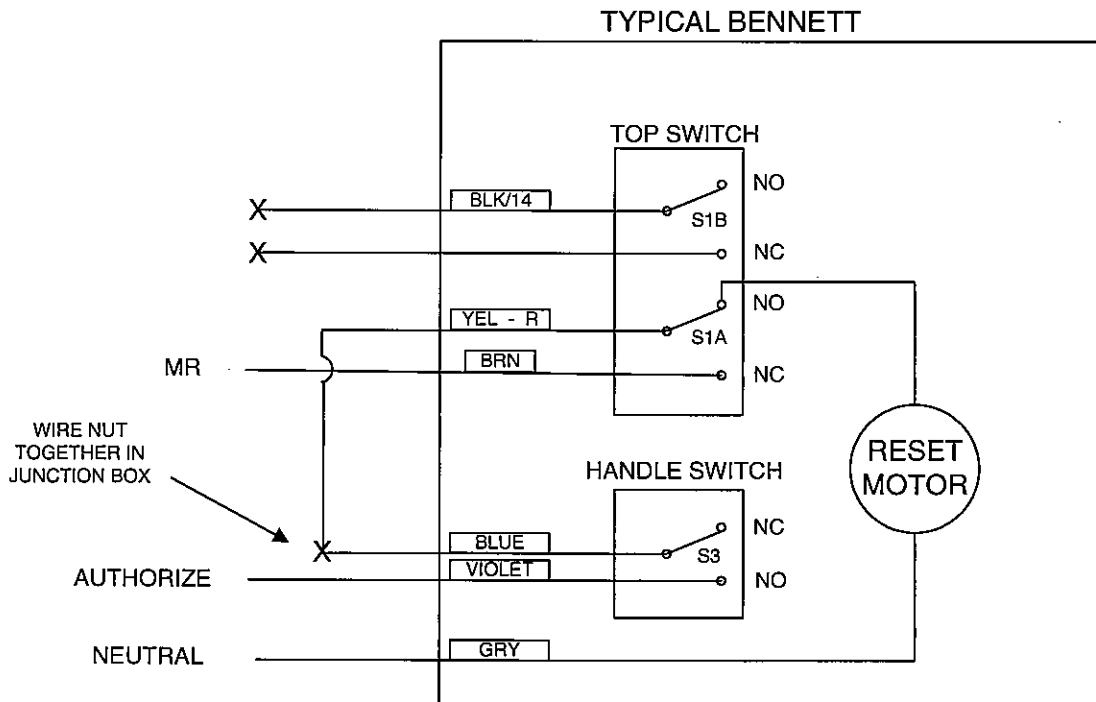 TYPICAL BENNETT
TOP SWITCH
BLK/14
NO
S1B
NC
YEL - R
NO
S1A
MR
BRN
NC
WIRE NUT
TOGETHER IN
JUNCTION BOX
RESET
MOTOR
HANDLE SWITCH
BLUE
NC
S3
AUTHORIZE
VIOLET
NO
NEUTRAL
GRY